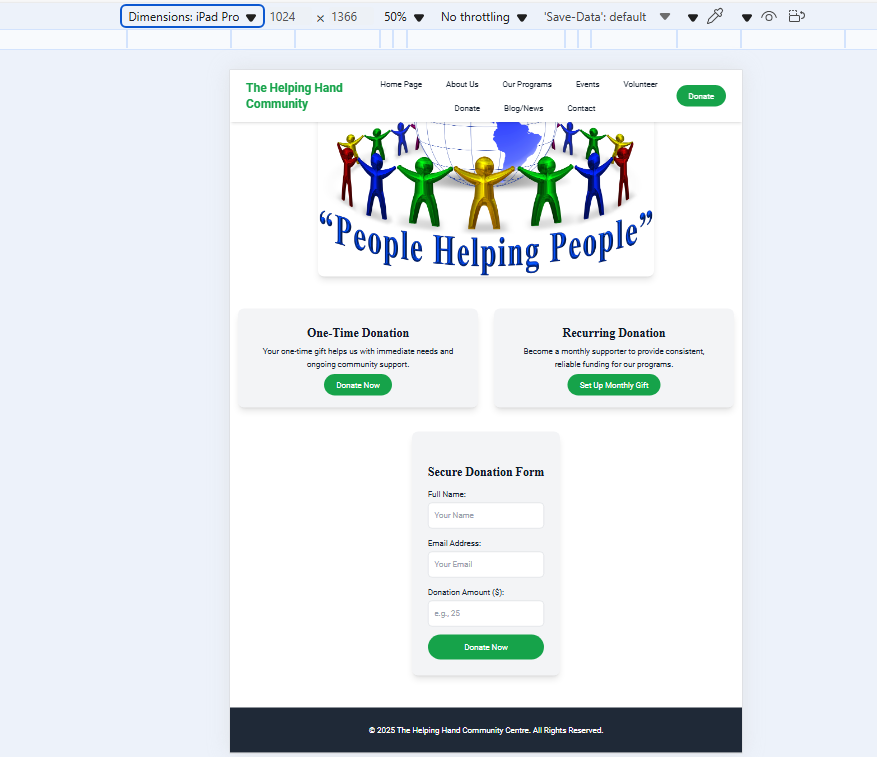 Dimensions: iPad Pro 1024 × 1366 50% No throttling 'Save-Data': default
The Helping Hand
Community
Home Page About Us Our Programs Events Volunteer
Donate Blog/News Contact
Donate
“People Helping People”
One-Time Donation
Your one-time gift helps us with immediate needs and
ongoing community support.
Donate Now
Recurring Donation
Become a monthly supporter to provide consistent,
reliable funding for our programs.
Set Up Monthly Gift
Secure Donation Form
Full Name:
Your Name
Email Address:
Your Email
Donation Amount ($):
e.g., 25
Donate Now
© 2025 The Helping Hand Community Centre. All Rights Reserved.